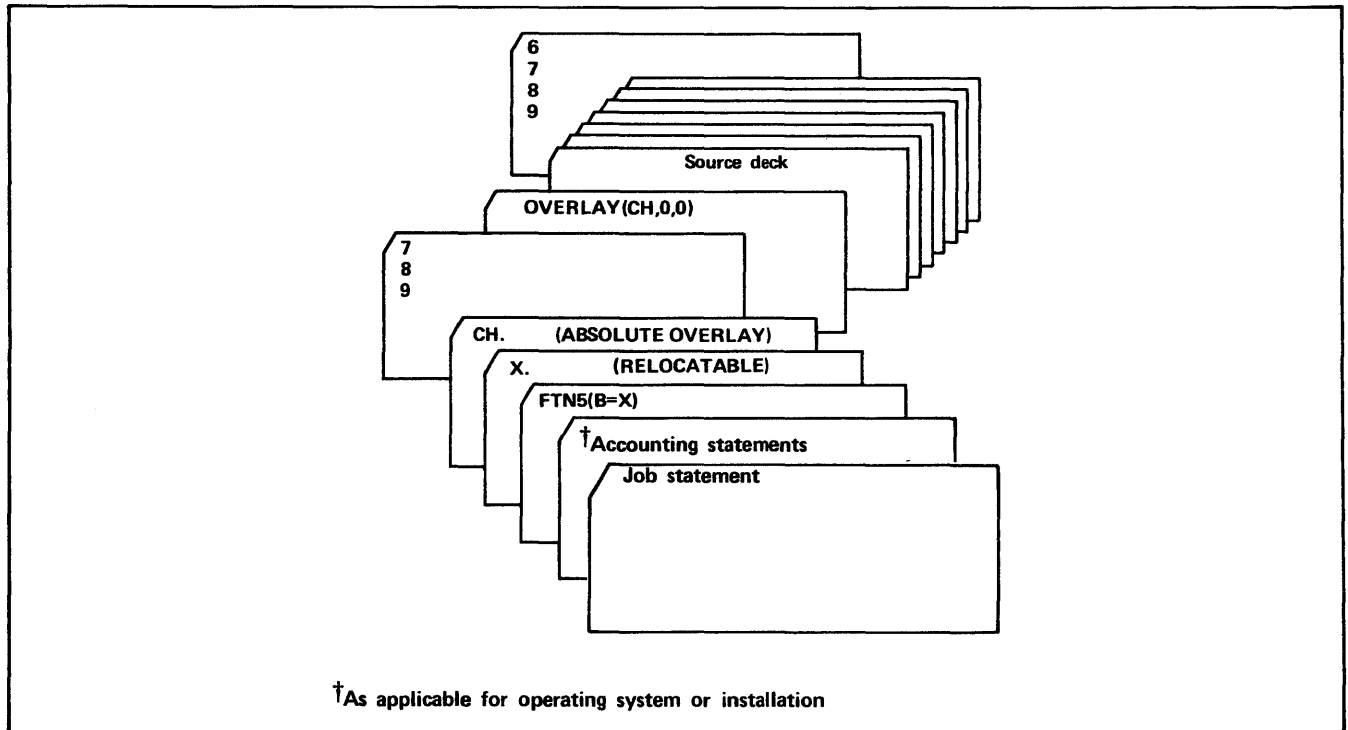 6
7
8
9
Source deck
OVERLAY(CH,0,0)
7
8
9
CH. (ABSOLUTE OVERLAY)
X. (RELOCATABLE)
FTN5(B=X)
†Accounting statements
Job statement
†As applicable for operating system or installation